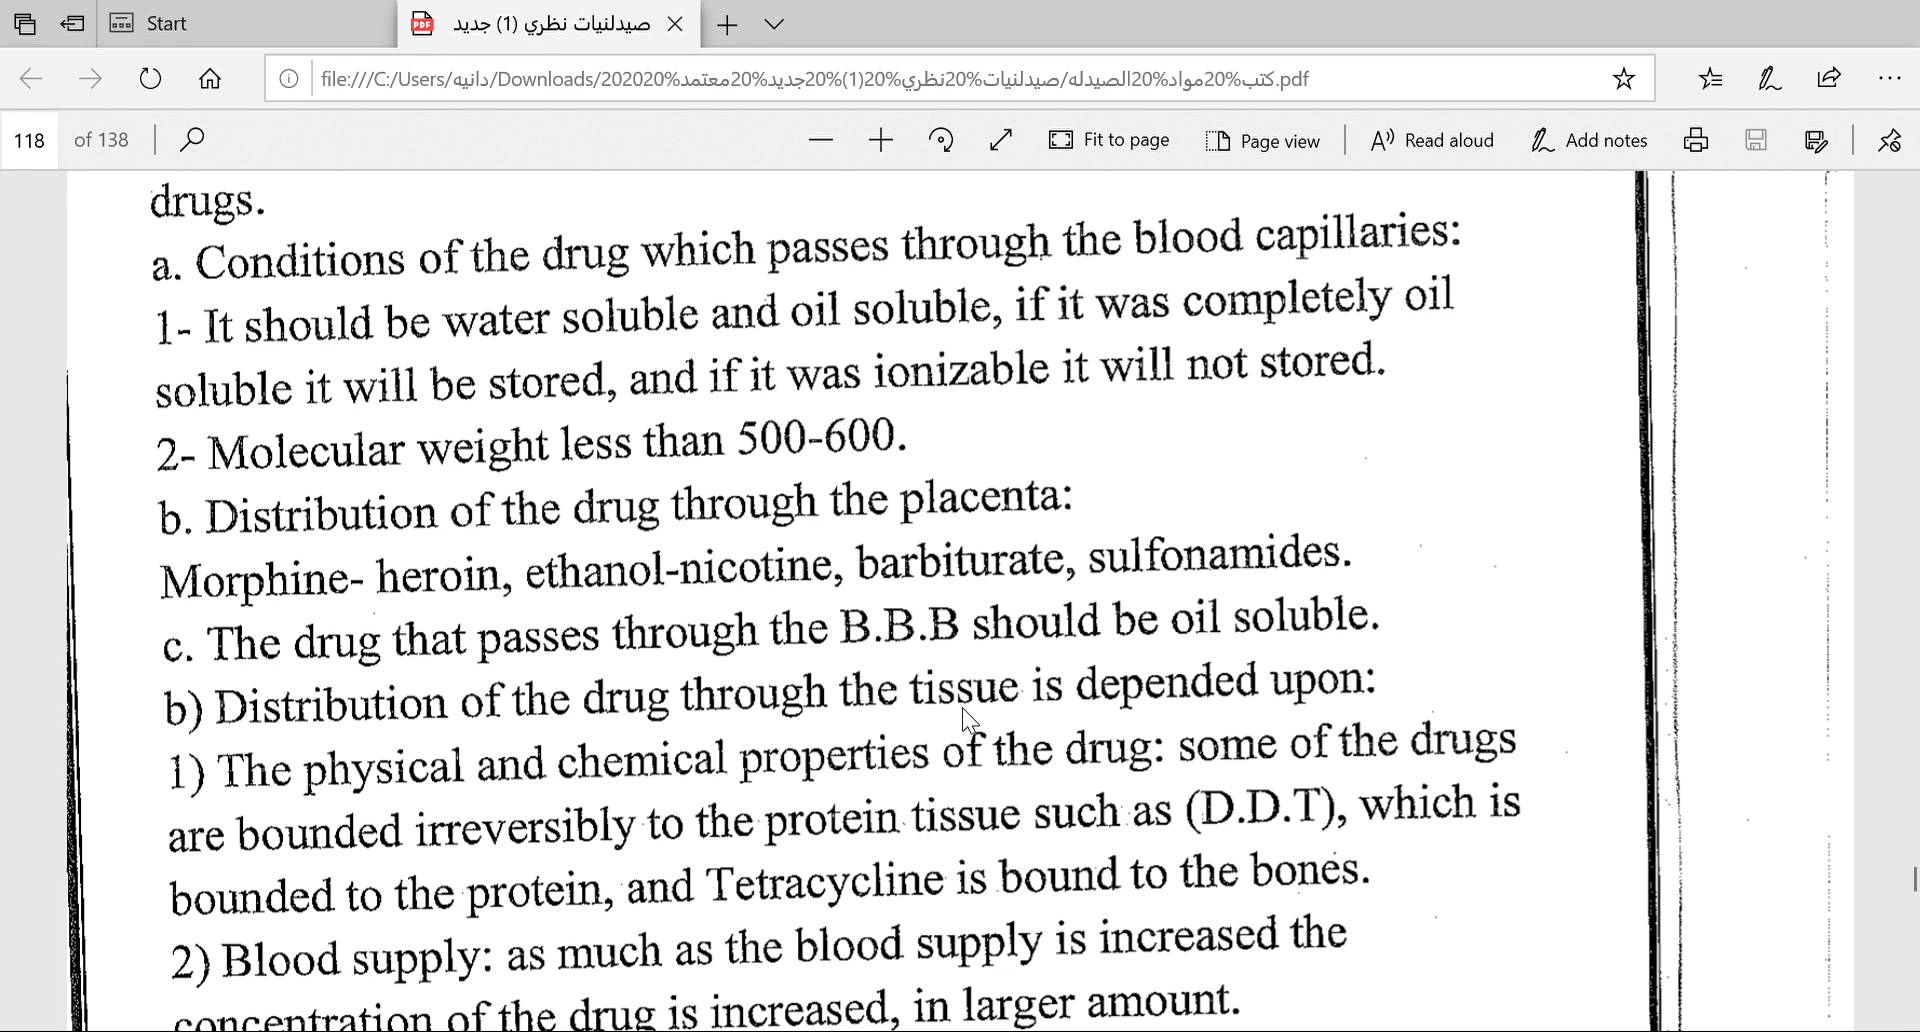 Start
صيدلنيات نظري (1) جديد
file:///C:/Users/دانيه/Downloads/202020%كتب%20مواد%20الصيدله/صيدلنيات%20نظري%20(1)%20جديد%20معتمد.pdf
118 of 138
Fit to page
Page view
Read aloud
Add notes
drugs.
a. Conditions of the drug which passes through the blood capillaries:
1- It should be water soluble and oil soluble, if it was completely oil
soluble it will be stored, and if it was ionizable it will not stored.
2- Molecular weight less than 500-600.
b. Distribution of the drug through the placenta:
Morphine- heroin, ethanol-nicotine, barbiturate, sulfonamides.
c. The drug that passes through the B.B.B should be oil soluble.
b) Distribution of the drug through the tissue is depended upon:
1) The physical and chemical properties of the drug: some of the drugs
are bounded irreversibly to the protein tissue such as (D.D.T), which is
bounded to the protein, and Tetracycline is bound to the bones.
2) Blood supply: as much as the blood supply is increased the
concentration of the drug is increased, in larger amount.